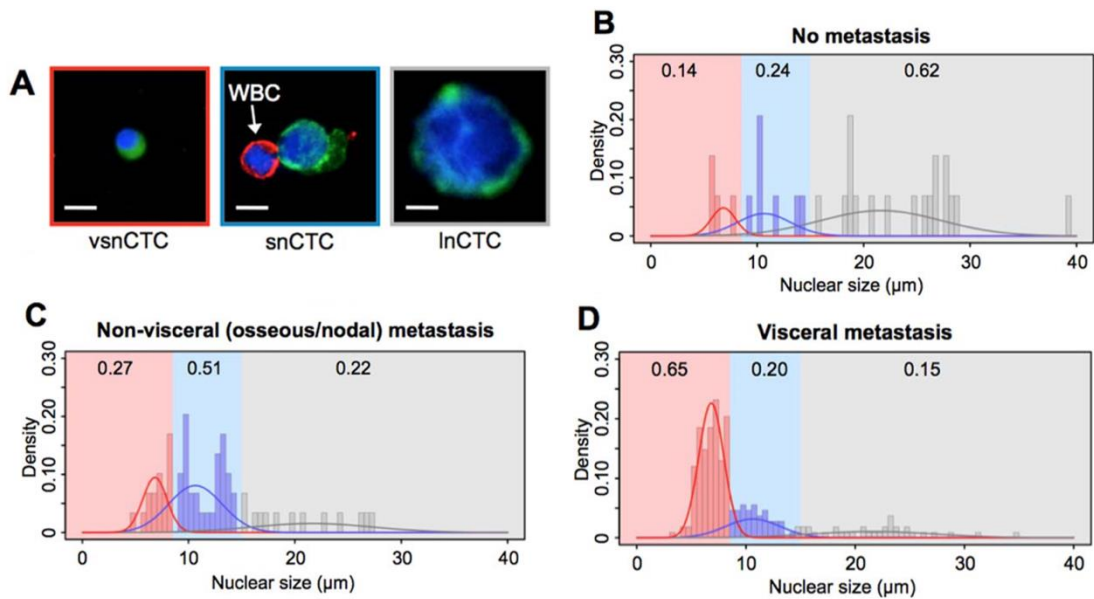 A
WBC
vsnCTC
snCTC
lnCTC
B
No metastasis
0.14
0.24
0.62
0.30
0.20
0.10
0
Density
0
10
20
30
40
Nuclear size (μm)
C
Non-visceral (osseous/nodal) metastasis
0.27
0.51
0.22
0.30
0.20
0.10
0
Density
0
10
20
30
40
Nuclear size (μm)
D
Visceral metastasis
0.65
0.20
0.15
0.30
0.20
0.10
0
Density
0
10
20
30
40
Nuclear size (μm)